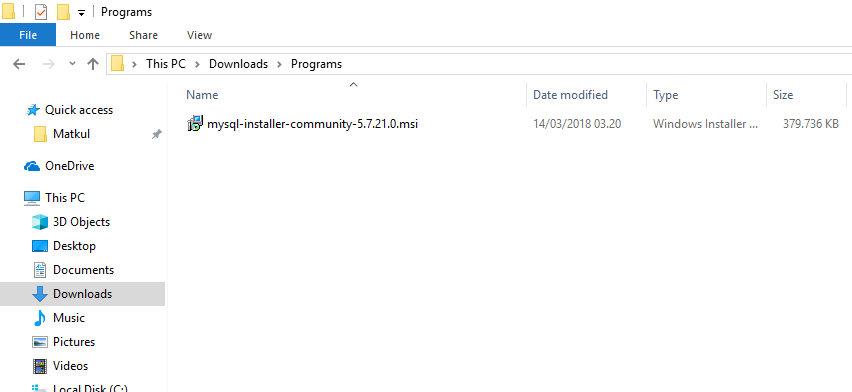 Programs
File Home Share View
This PC Downloads Programs
Name Date modified Type Size
mysql-installer-community-5.7.21.0.msi 14/03/2018 03.20 Windows Installer ... 379.736 KB
Quick access
Matkul
OneDrive
This PC
3D Objects
Desktop
Documents
Downloads
Music
Pictures
Videos
Local Disk (C:)